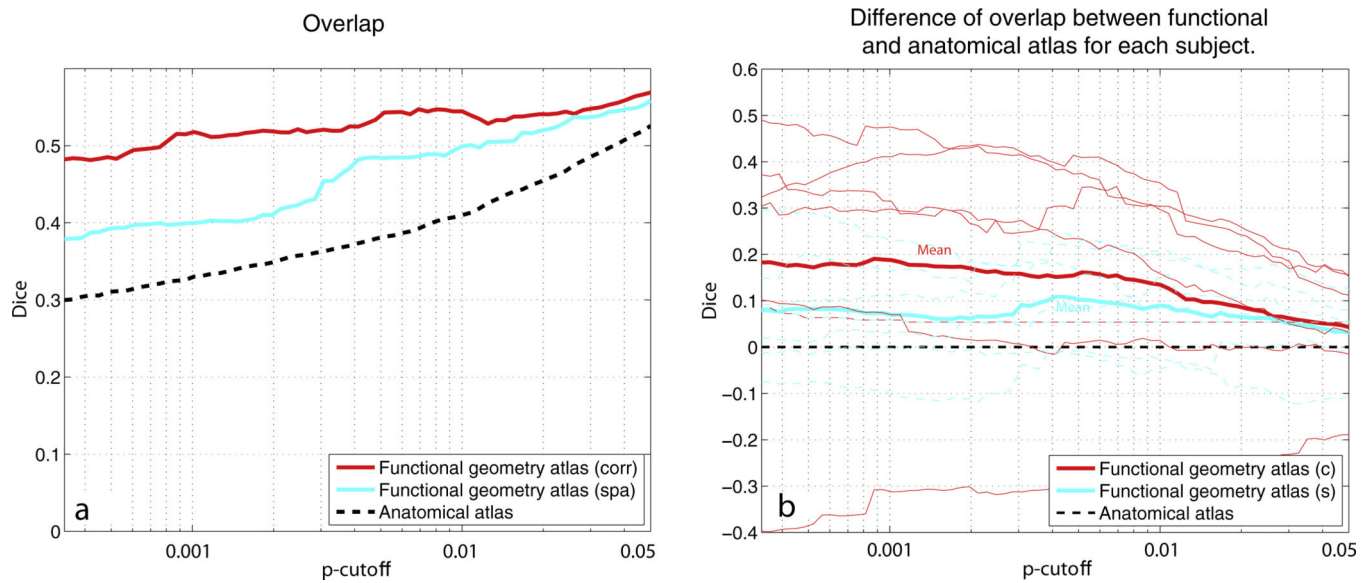 Overlap
Dice
0.5
0.4
0.3
0.2
0.1
0
a
Functional geometry atlas (corr)
Functional geometry atlas (spa)
Anatomical atlas
0.001
0.01
0.05
p-cutoff
Difference of overlap between functional
and anatomical atlas for each subject.
Dice
0.6
0.5
0.4
0.3
0.2
0.1
0
−0.1
−0.2
−0.3
−0.4
Mean
Mean
b
Functional geometry atlas (c)
Functional geometry atlas (s)
Anatomical atlas
0.001
0.01
0.05
p-cutoff